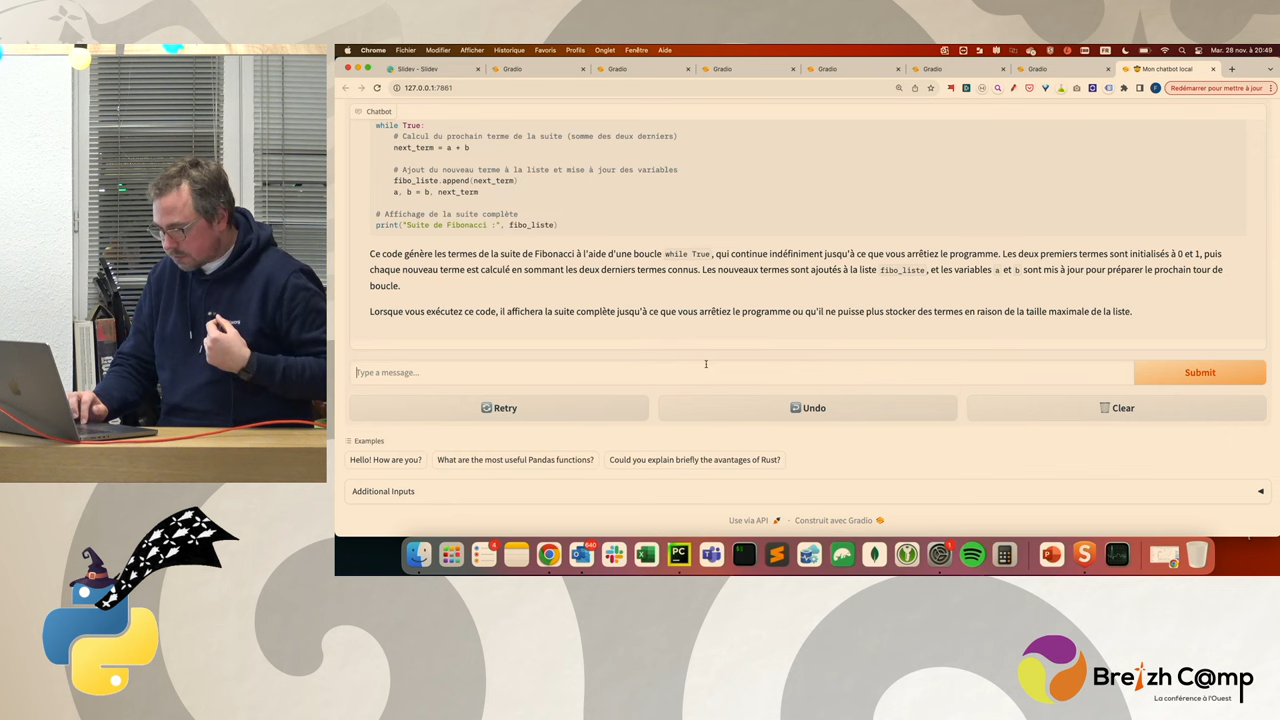 Chrome Fichier Modifier Afficher Historique Favoris Profils Onglet Fenêtre Aide
FR Mar. 28 nov. à 20:49
Slidev - Slidev Gradio Gradio Gradio Gradio Gradio Gradio Mon chatbot local
127.0.0.1:7861 Redémarrer pour mettre à jour
Chatbot
while True:
# Calcul du prochain terme de la suite (somme des deux derniers)
next_term = a + b
# Ajout du nouveau terme à la liste et mise à jour des variables
fibo_liste.append(next_term)
a, b = b, next_term
# Affichage de la suite complète
print("Suite de Fibonacci :", fibo_liste)
Ce code génère les termes de la suite de Fibonacci à l'aide d'une boucle while True, qui continue indéfiniment jusqu'à ce que vous arrêtiez le programme. Les deux premiers termes sont initialisés à 0 et 1, puis
chaque nouveau terme est calculé en sommant les deux derniers termes connus. Les nouveaux termes sont ajoutés à la liste fibo_liste, et les variables a et b sont mis à jour pour préparer le prochain tour de
boucle.
Lorsque vous exécutez ce code, il affichera la suite complète jusqu'à ce que vous arrêtiez le programme ou qu'il ne puisse plus stocker des termes en raison de la taille maximale de la liste.
Type a message...
Submit
Retry
Undo
Clear
Examples
Hello! How are you?
What are the most useful Pandas functions?
Could you explain briefly the avantages of Rust?
Additional Inputs
Use via API · Construit avec Gradio
4
640
PC
1
Breizh C@mp
La conférence à l'Ouest